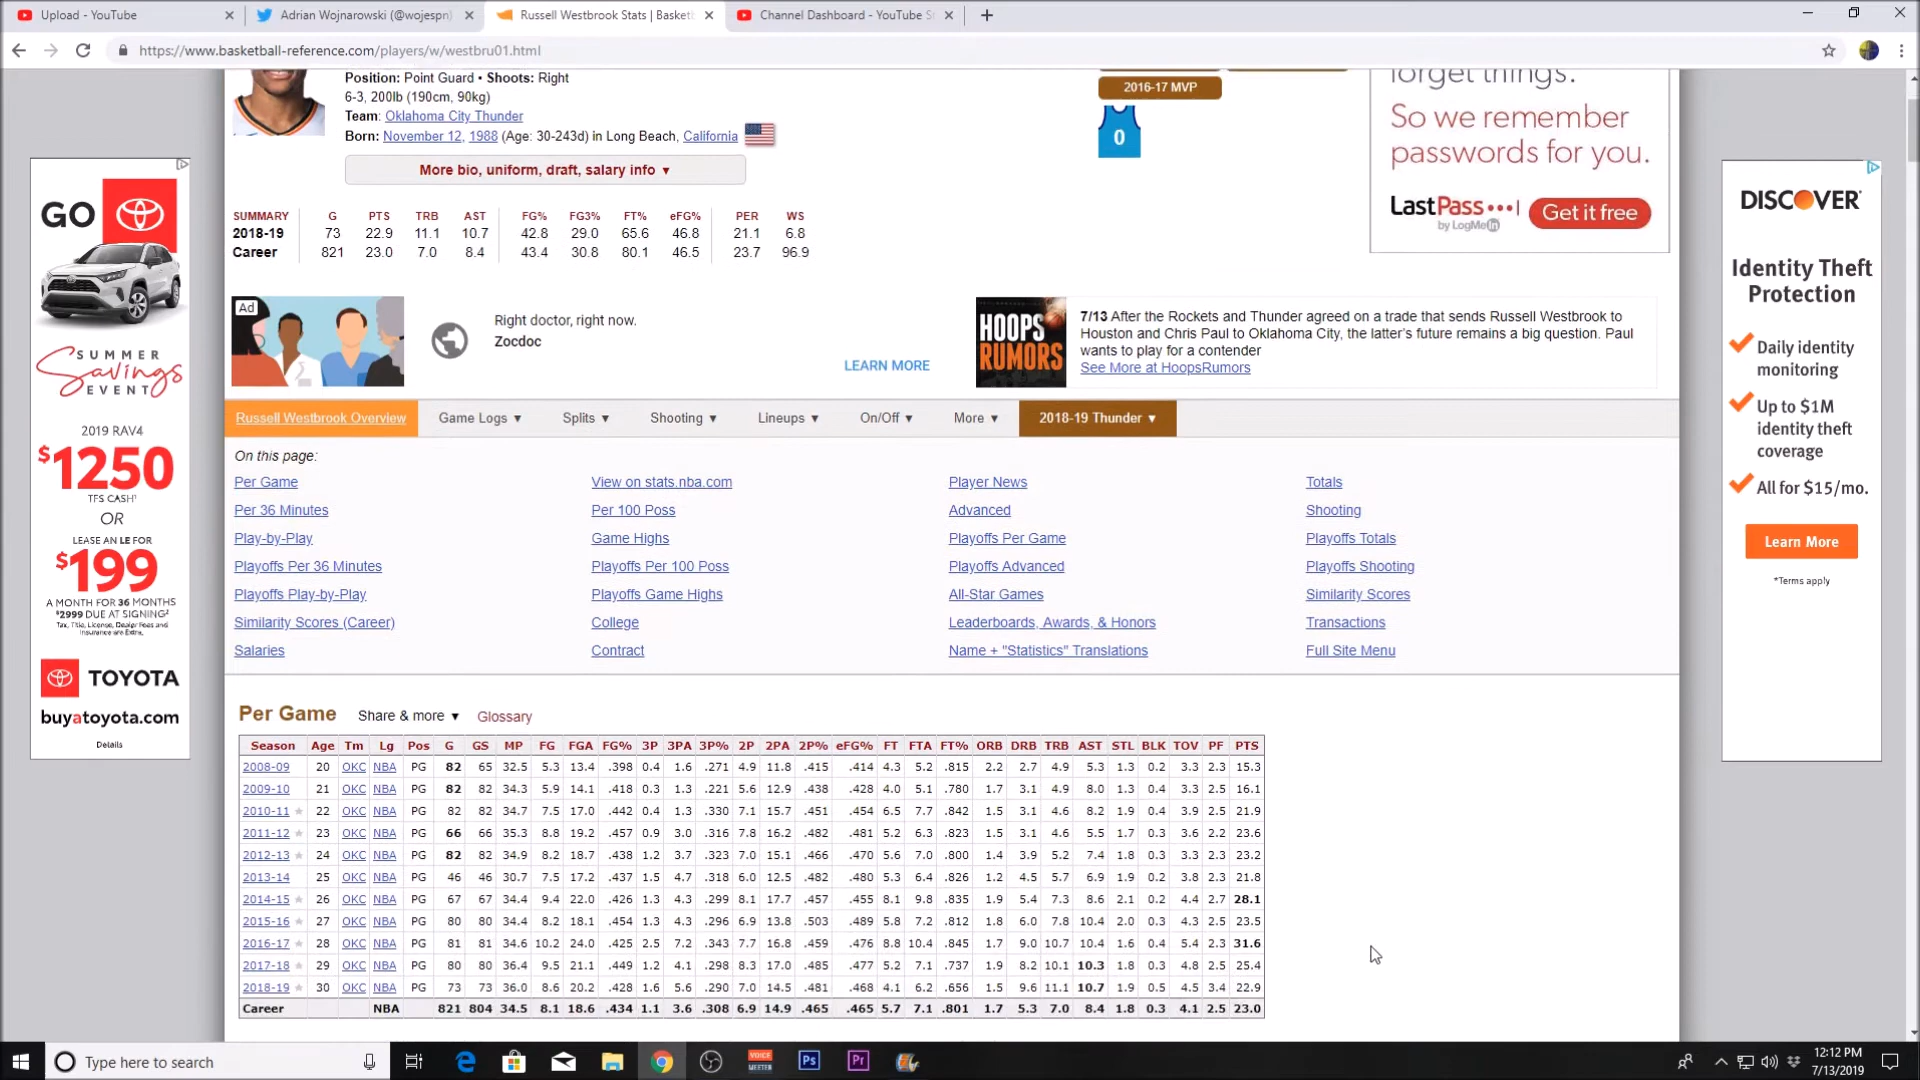 Upload - YouTube
Adrian Wojnarowski (@wojespn)
Russell Westbrook Stats | Basketb
Channel Dashboard - YouTube St
https://www.basketball-reference.com/players/w/westbru01.html
Position: Point Guard • Shoots: Right
6-3, 200lb (190cm, 90kg)
Team: Oklahoma City Thunder
Born: November 12, 1988 (Age: 30-243d) in Long Beach, California
More bio, uniform, draft, salary info ▼
2016-17 MVP
0
forget things.
So we remember
passwords for you.
LastPass •••|
by LogMeIn
Get it free
SUMMARY G PTS TRB AST FG% FG3% FT% eFG% PER WS
2018-19 73 22.9 11.1 10.7 42.8 29.0 65.6 46.8 21.1 6.8
Career 821 23.0 7.0 8.4 43.4 30.8 80.1 46.5 23.7 96.9
Ad
Right doctor, right now.
Zocdoc
LEARN MORE
HOOPS
RUMORS
7/13 After the Rockets and Thunder agreed on a trade that sends Russell Westbrook to
Houston and Chris Paul to Oklahoma City, the latter's future remains a big question. Paul
wants to play for a contender
See More at HoopsRumors
Russell Westbrook Overview Game Logs ▼ Splits ▼ Shooting ▼ Lineups ▼ On/Off ▼ More ▼ 2018-19 Thunder ▼
On this page:
Per Game View on stats.nba.com Player News Totals
Per 36 Minutes Per 100 Poss Advanced Shooting
Play-by-Play Game Highs Playoffs Per Game Playoffs Totals
Playoffs Per 36 Minutes Playoffs Per 100 Poss Playoffs Advanced Playoffs Shooting
Playoffs Play-by-Play Playoffs Game Highs All-Star Games Similarity Scores
Similarity Scores (Career) College Leaderboards, Awards, & Honors Transactions
Salaries Contract Name + "Statistics" Translations Full Site Menu
Per Game Share & more ▼ Glossary
Season Age Tm Lg Pos G GS MP FG FGA FG% 3P 3PA 3P% 2P 2PA 2P% eFG% FT FTA FT% ORB DRB TRB AST STL BLK TOV PF PTS
2008-09 20 OKC NBA PG 82 65 32.5 5.3 13.4 .398 0.4 1.6 .271 4.9 11.8 .415 .414 4.3 5.2 .815 2.2 2.7 4.9 5.3 1.3 0.2 3.3 2.3 15.3
2009-10 21 OKC NBA PG 82 82 34.3 5.9 14.1 .418 0.3 1.3 .221 5.6 12.9 .438 .428 4.0 5.1 .780 1.7 3.1 4.9 8.0 1.3 0.4 3.3 2.5 16.1
2010-11 ★ 22 OKC NBA PG 82 82 34.7 7.5 17.0 .442 0.4 1.3 .330 7.1 15.7 .451 .454 6.5 7.7 .842 1.5 3.1 4.6 8.2 1.9 0.4 3.9 2.5 21.9
2011-12 ★ 23 OKC NBA PG 66 66 35.3 8.8 19.2 .457 0.9 3.0 .316 7.8 16.2 .482 .481 5.2 6.3 .823 1.5 3.1 4.6 5.5 1.7 0.3 3.6 2.2 23.6
2012-13 ★ 24 OKC NBA PG 82 82 34.9 8.2 18.7 .438 1.2 3.7 .323 7.0 15.1 .466 .470 5.6 7.0 .800 1.4 3.9 5.2 7.4 1.8 0.3 3.3 2.3 23.2
2013-14 25 OKC NBA PG 46 46 30.7 7.5 17.2 .437 1.5 4.7 .318 6.0 12.5 .482 .480 5.3 6.4 .826 1.2 4.5 5.7 6.9 1.9 0.2 3.8 2.3 21.8
2014-15 ★ 26 OKC NBA PG 67 67 34.4 9.4 22.0 .426 1.3 4.3 .299 8.1 17.7 .457 .455 8.1 9.8 .835 1.9 5.4 7.3 8.6 2.1 0.2 4.4 2.7 28.1
2015-16 ★ 27 OKC NBA PG 80 80 34.4 8.2 18.1 .454 1.3 4.3 .296 6.9 13.8 .503 .489 5.8 7.2 .812 1.8 6.0 7.8 10.4 2.0 0.3 4.3 2.5 23.5
2016-17 ★ 28 OKC NBA PG 81 81 34.6 10.2 24.0 .425 2.5 7.2 .343 7.7 16.8 .459 .476 8.8 10.4 .845 1.7 9.0 10.7 10.4 1.6 0.4 5.4 2.3 31.6
2017-18 ★ 29 OKC NBA PG 80 80 36.4 9.5 21.1 .449 1.2 4.1 .298 8.3 17.0 .485 .477 5.2 7.1 .737 1.9 8.2 10.1 10.3 1.8 0.3 4.8 2.5 25.4
2018-19 ★ 30 OKC NBA PG 73 73 36.0 8.6 20.2 .428 1.6 5.6 .290 7.0 14.5 .481 .468 4.1 6.2 .656 1.5 9.6 11.1 10.7 1.9 0.5 4.5 3.4 22.9
Career NBA 821 804 34.5 8.1 18.6 .434 1.1 3.6 .308 6.9 14.9 .465 .465 5.7 7.1 .801 1.7 5.3 7.0 8.4 1.8 0.3 4.1 2.5 23.0
GO
SUMMER
Savings
EVENT
2019 RAV4
$1250
TFS CASH¹
OR
LEASE AN LE FOR
$199
A MONTH FOR 36 MONTHS
$2999 DUE AT SIGNING²
Tax, Title, License, Dealer Fees and
Insurance are Extra.
TOYOTA
buyatoyota.com
Details
DISCOVER
Identity Theft
Protection
Daily identity
monitoring
Up to $1M
identity theft
coverage
All for $15/mo.
Learn More
*Terms apply
Type here to search
VOICE
MEETER
Ps
Pr
12:12 PM
7/13/2019